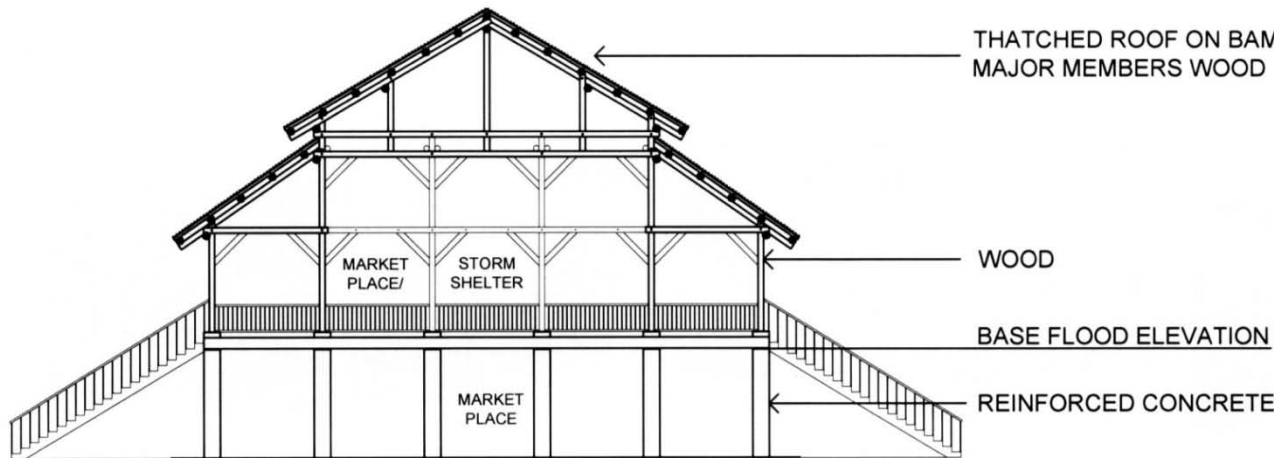 THATCHED ROOF ON BAM
MAJOR MEMBERS WOOD
MARKET
PLACE/
STORM
SHELTER
WOOD
BASE FLOOD ELEVATION
MARKET
PLACE
REINFORCED CONCRETE